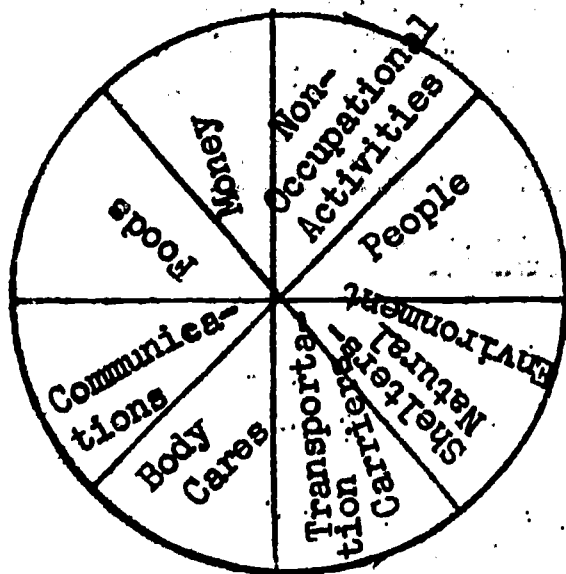 Non-
Occupational
Activities
People
Shelters-
Natural
Environment
Transporta-
tion
Carriers
Body
Cares
Communica-
tions
Foods
Money